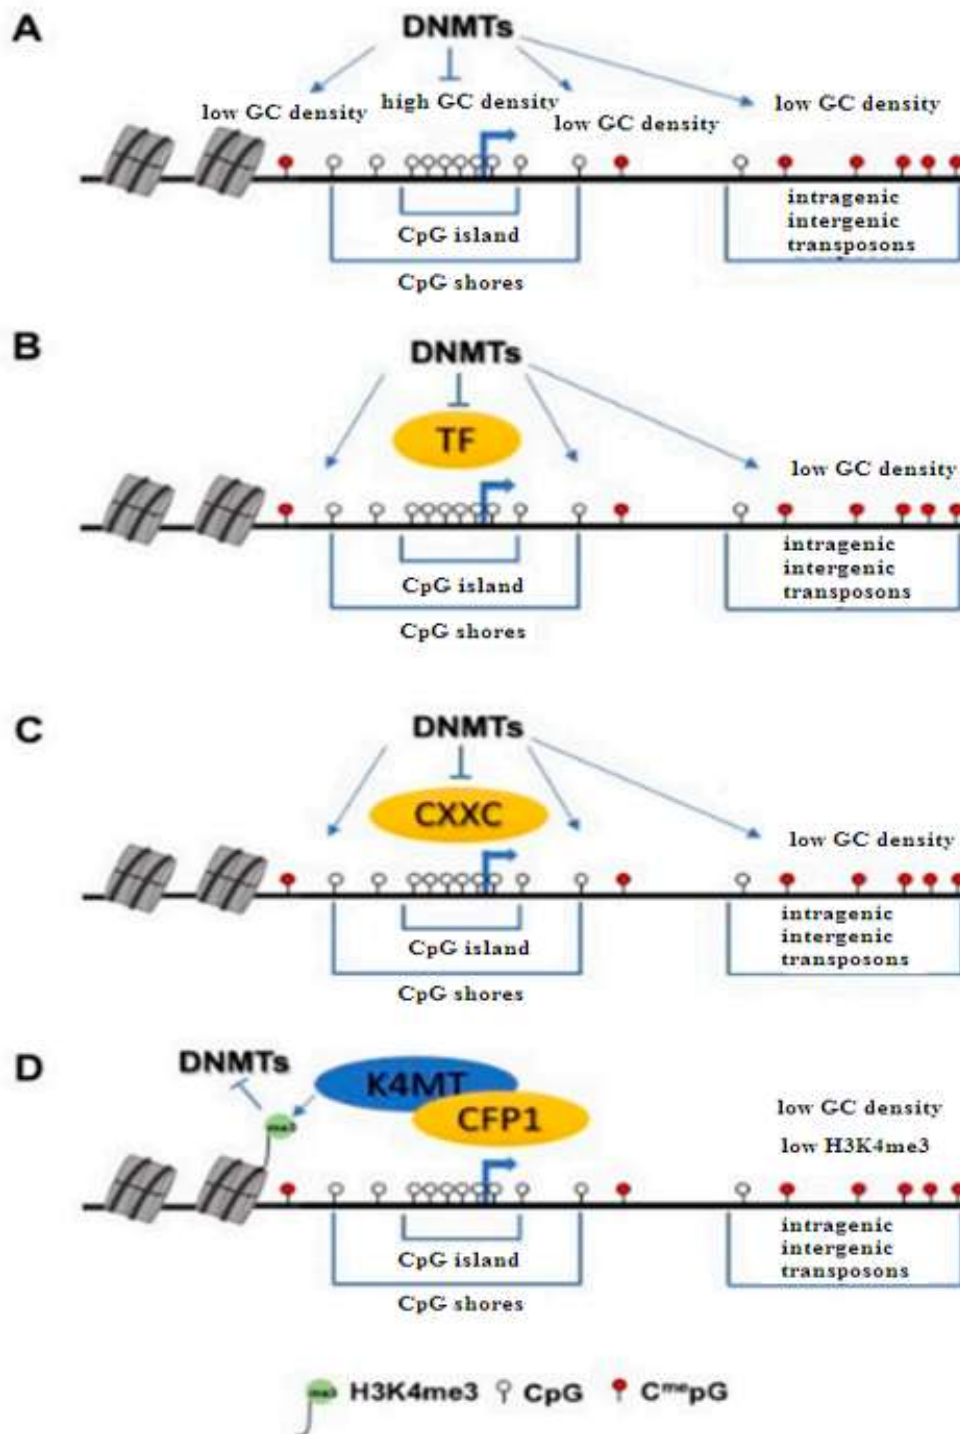 A
DNMTs
low GC density
high GC density
low GC density
low GC density
CpG island
CpG shores
intragenic
intergenic
transposons
B
DNMTs
TF
low GC density
CpG island
CpG shores
intragenic
intergenic
transposons
C
DNMTs
CXXC
low GC density
CpG island
CpG shores
intragenic
intergenic
transposons
D
DNMTs
K4MT
CFP1
me3
low GC density
low H3K4me3
CpG island
CpG shores
intragenic
intergenic
transposons
me3 H3K4me3 CpG CmepG